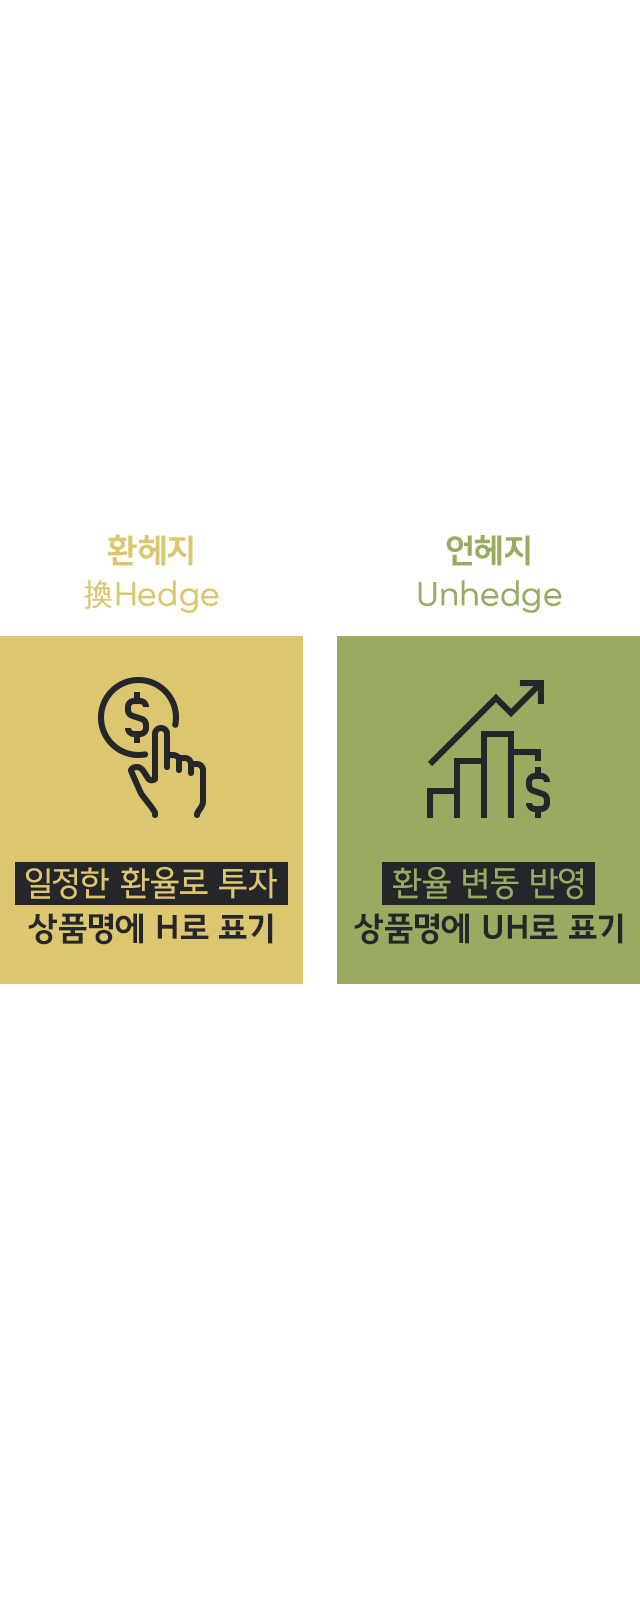 환헤지
換Hedge
일정한 환율로 투자
상품명에 H로 표기
언헤지
Unhedge
환율 변동 반영
상품명에 UH로 표기